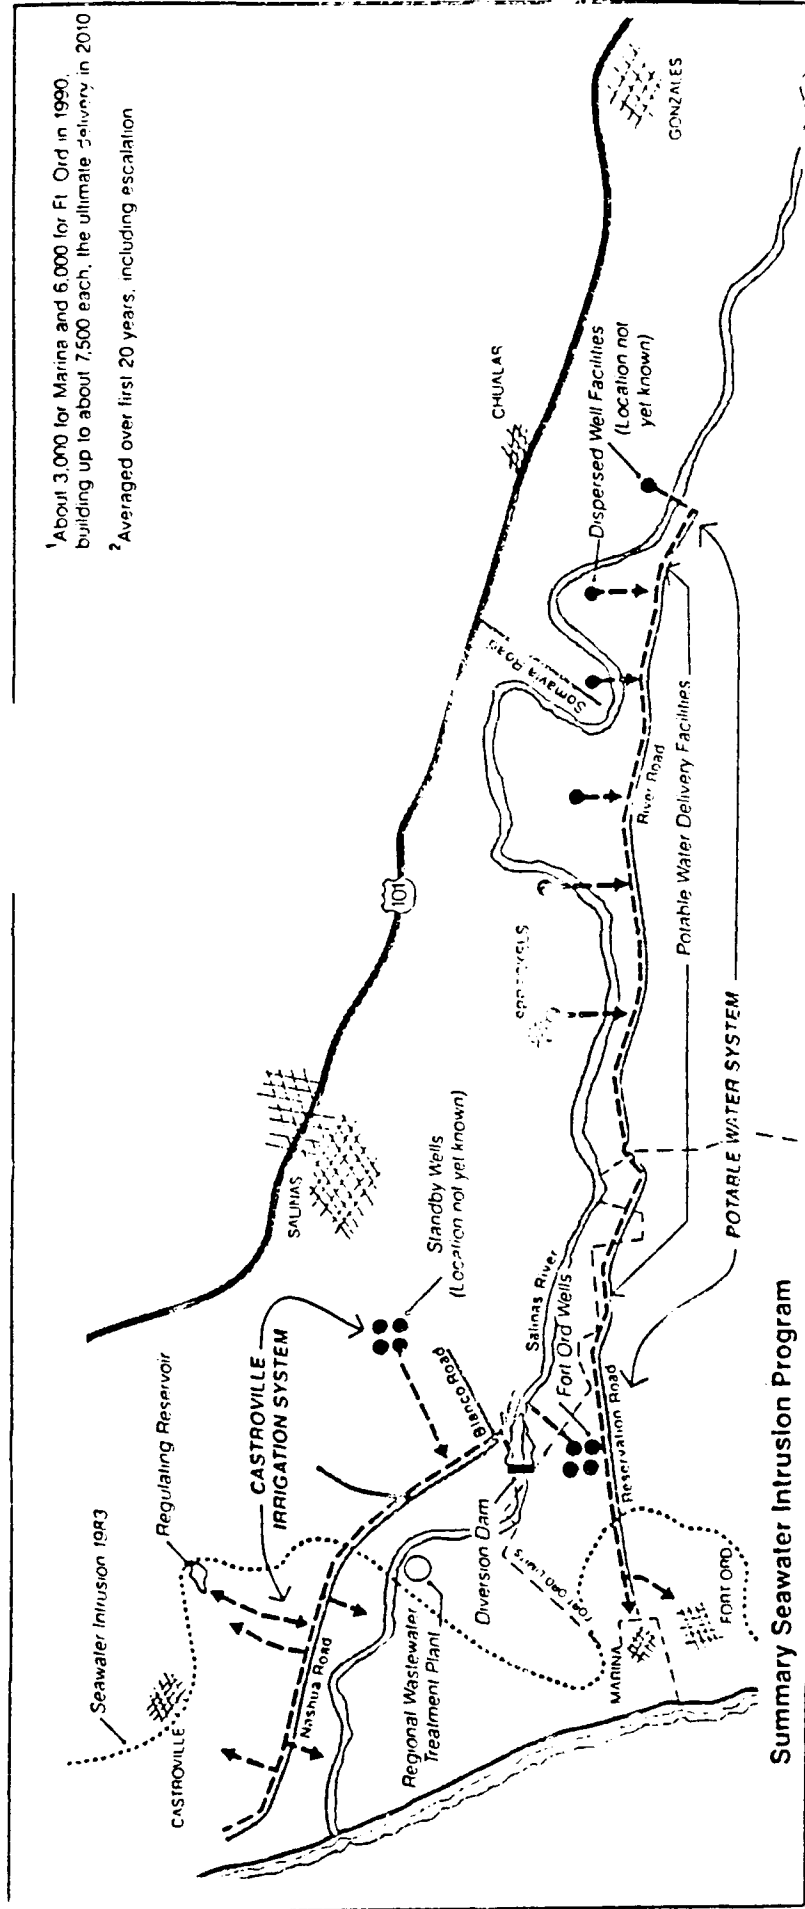 ¹About 3,000 for Marina and 6,000 for Ft. Ord in 1990,
building up to about 7,500 each, the ultimate delivery in 2010
²Averaged over first 20 years, including escalation
GONZALES
CHUALAR
Dispersed Well Facilities
(Location not
yet known)
Somavia Road
River Road
Potable Water Delivery Facilities
101
SPRECKELS
POTABLE WATER SYSTEM
SALINAS
Standby Wells
(Location not yet known)
Salinas River
Fort Ord Wells
Blanco Road
CASTROVILLE
IRRIGATION SYSTEM
Regulating Reservoir
Seawater Intrusion 1983
CASTROVILLE
Nashua Road
Regional Wastewater
Treatment Plant
Diversion Dam
FORT ORD LIMITS
Reservation Road
MARINA
FORT ORD
Summary Seawater Intrusion Program